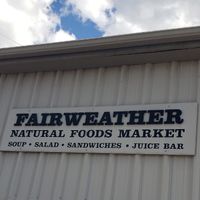 FAIRWEATHER
NATURAL FOODS MARKET
SOUP • SALAD • SANDWICHES • JUICE BAR